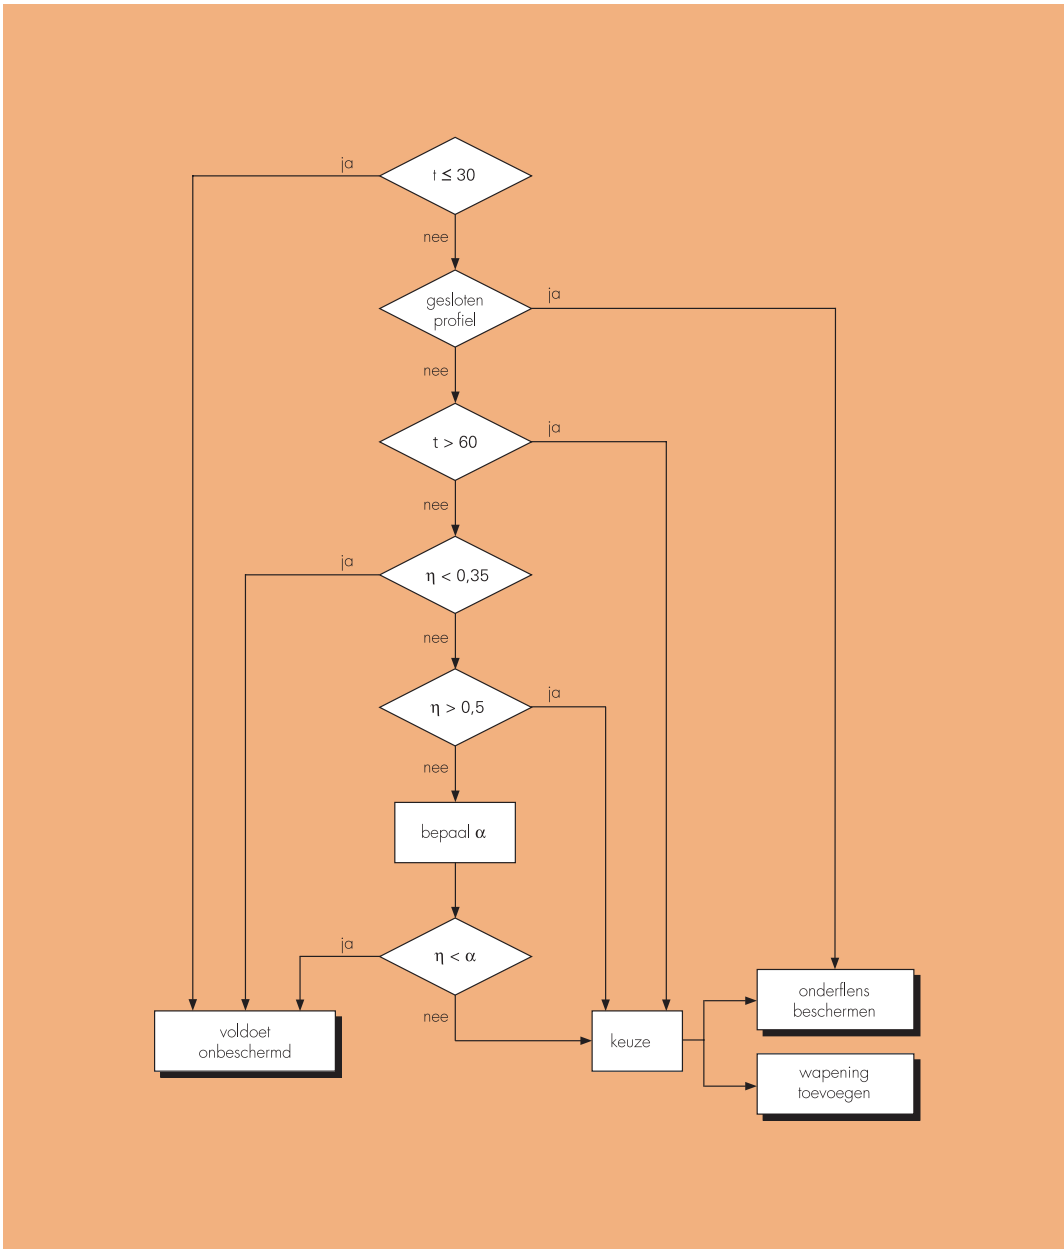 ja
t ≤ 30
nee
gesloten
profiel
ja
nee
t > 60
ja
nee
ja
η < 0,35
nee
η > 0,5
ja
nee
bepaal α
ja
η < α
nee
voldoet
onbeschermd
keuze
onderflens
beschermen
wapening
toevoegen